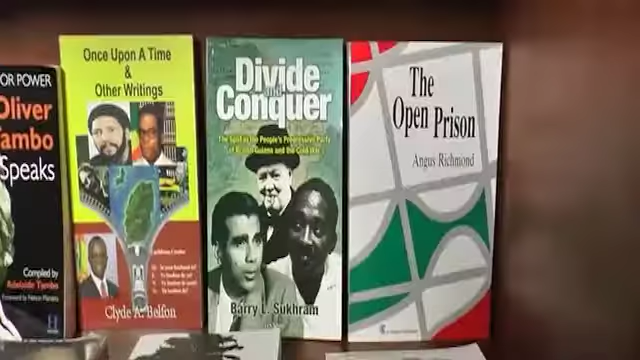 OR POWER
Oliver
Tambo
Speaks
Compiled by
Adelaide Tambo
Foreword by Nelson Mandela
Once Upon A Time
&
Other Writings
Clyde A. Belfon
Divide
and
Conquer
The Split in the People's Progressive Party
of British Guiana and the Cold War
Barry L. Sukhram
The
Open Prison
Angus Richmond